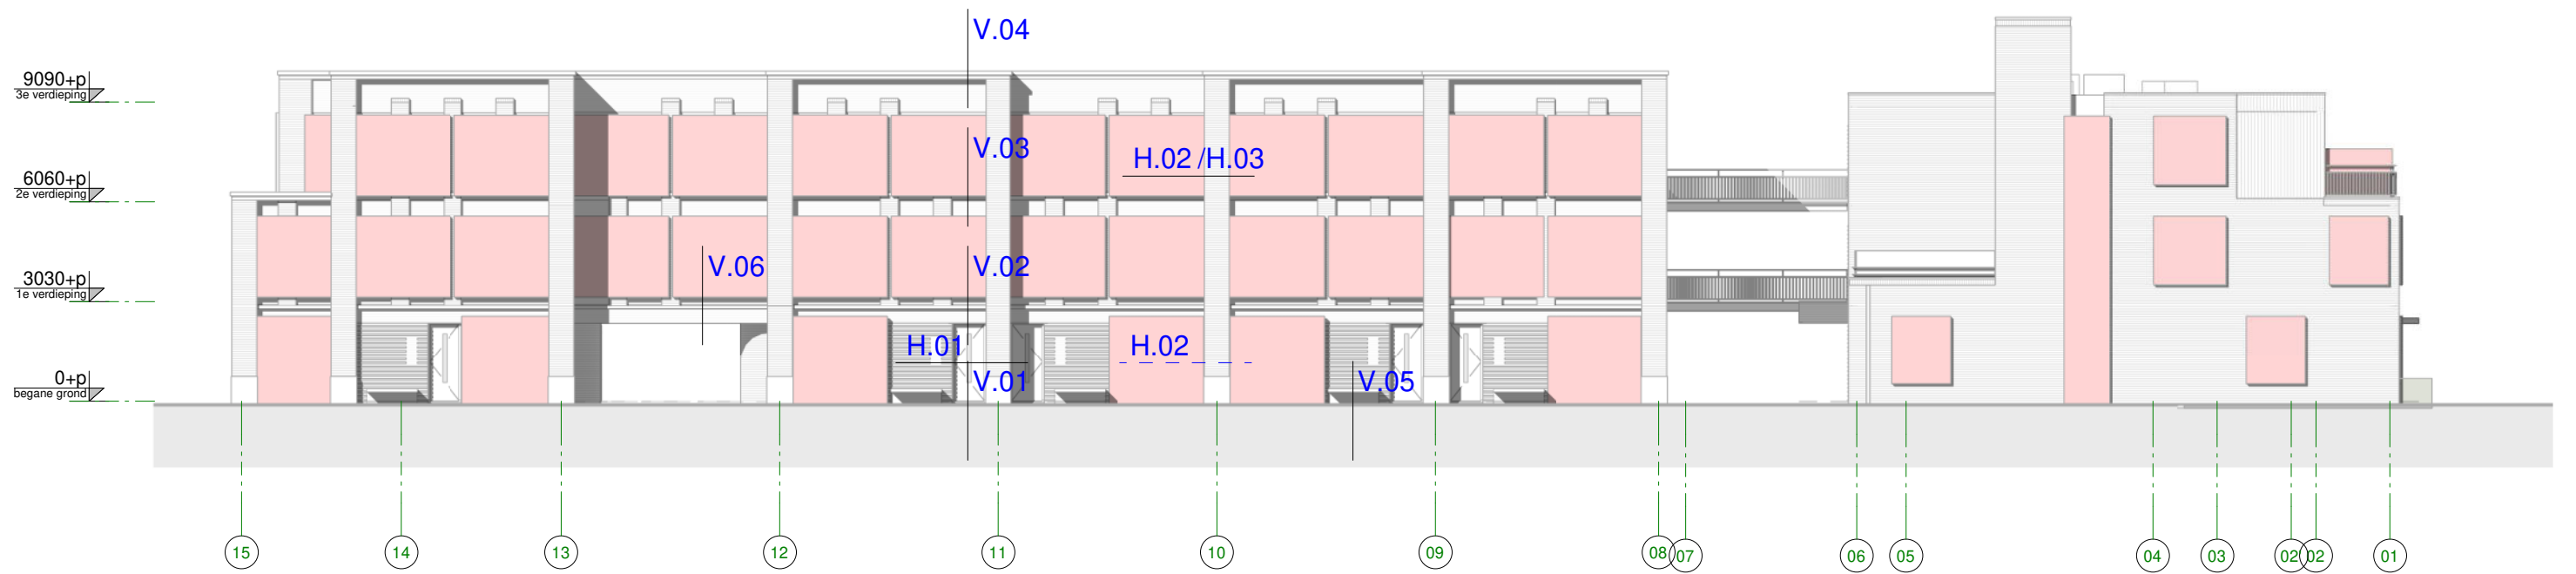 V.04
9090+p
3e verdieping
V.03
H.02 /H.03
6060+p
2e verdieping
V.06
V.02
3030+p
1e verdieping
H.01
H.02
0+p
begane grond
V.01
V.05
15
14
13
12
11
10
09
08
07
06
05
04
03
02
02
01